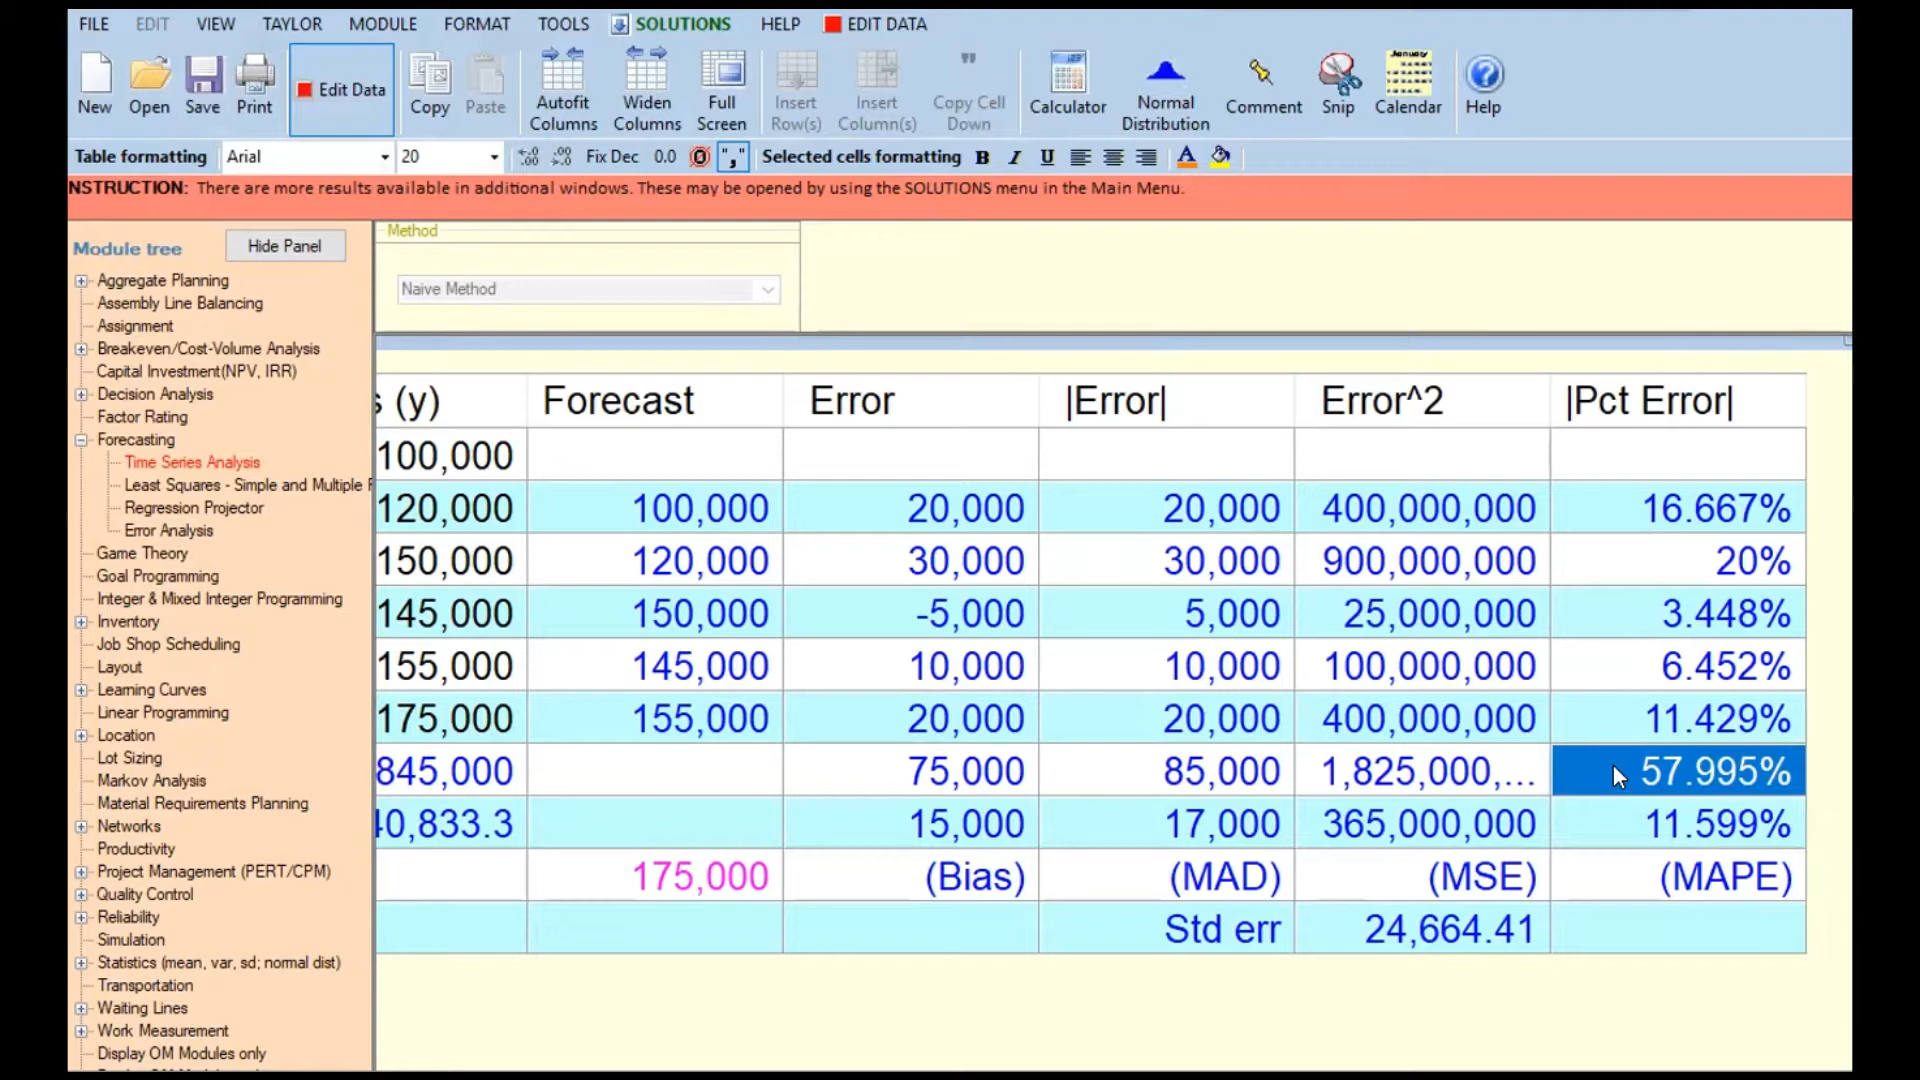 FILE EDIT VIEW TAYLOR MODULE FORMAT TOOLS SOLUTIONS HELP EDIT DATA
New Open Save Print Edit Data Copy Paste Autofit Columns Widen Columns Full Screen Insert Row(s) Insert Column(s) Copy Cell Down Calculator Normal Distribution Comment Snip Calendar Help
Table formatting Arial 20 Fix Dec 0.0 Selected cells formatting B I U A
NSTRUCTION: There are more results available in additional windows. These may be opened by using the SOLUTIONS menu in the Main Menu.
Module tree Hide Panel
Aggregate Planning
Assembly Line Balancing
Assignment
Breakeven/Cost-Volume Analysis
Capital Investment(NPV, IRR)
Decision Analysis
Factor Rating
Forecasting
Time Series Analysis
Least Squares - Simple and Multiple
Regression Projector
Error Analysis
Game Theory
Goal Programming
Integer & Mixed Integer Programming
Inventory
Job Shop Scheduling
Layout
Learning Curves
Linear Programming
Location
Lot Sizing
Markov Analysis
Material Requirements Planning
Networks
Productivity
Project Management (PERT/CPM)
Quality Control
Reliability
Simulation
Statistics (mean, var, sd; normal dist)
Transportation
Waiting Lines
Work Measurement
Display OM Modules only
Method
Naive Method
(y) Forecast Error |Error| Error^2 |Pct Error|
100,000
120,000 100,000 20,000 20,000 400,000,000 16.667%
150,000 120,000 30,000 30,000 900,000,000 20%
145,000 150,000 -5,000 5,000 25,000,000 3.448%
155,000 145,000 10,000 10,000 100,000,000 6.452%
175,000 155,000 20,000 20,000 400,000,000 11.429%
845,000 75,000 85,000 1,825,000,... 57.995%
40,833.3 15,000 17,000 365,000,000 11.599%
175,000 (Bias) (MAD) (MSE) (MAPE)
Std err 24,664.41